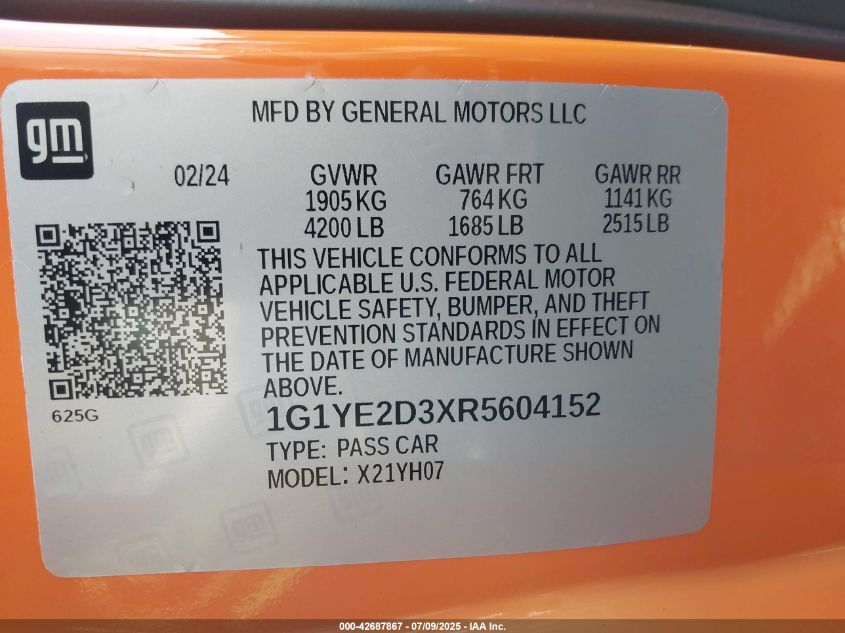 MFD BY GENERAL MOTORS LLC
gm
02/24 GVWR GAWR FRT GAWR RR
1905 KG 764 KG 1141 KG
4200 LB 1685 LB 2515 LB
THIS VEHICLE CONFORMS TO ALL
APPLICABLE U.S. FEDERAL MOTOR
VEHICLE SAFETY, BUMPER, AND THEFT
PREVENTION STANDARDS IN EFFECT ON
THE DATE OF MANUFACTURE SHOWN
ABOVE.
625G
1G1YE2D3XR5604152
TYPE: PASS CAR
MODEL: X21YH07
000-42687867 - 07/09/2025 - IAA Inc.